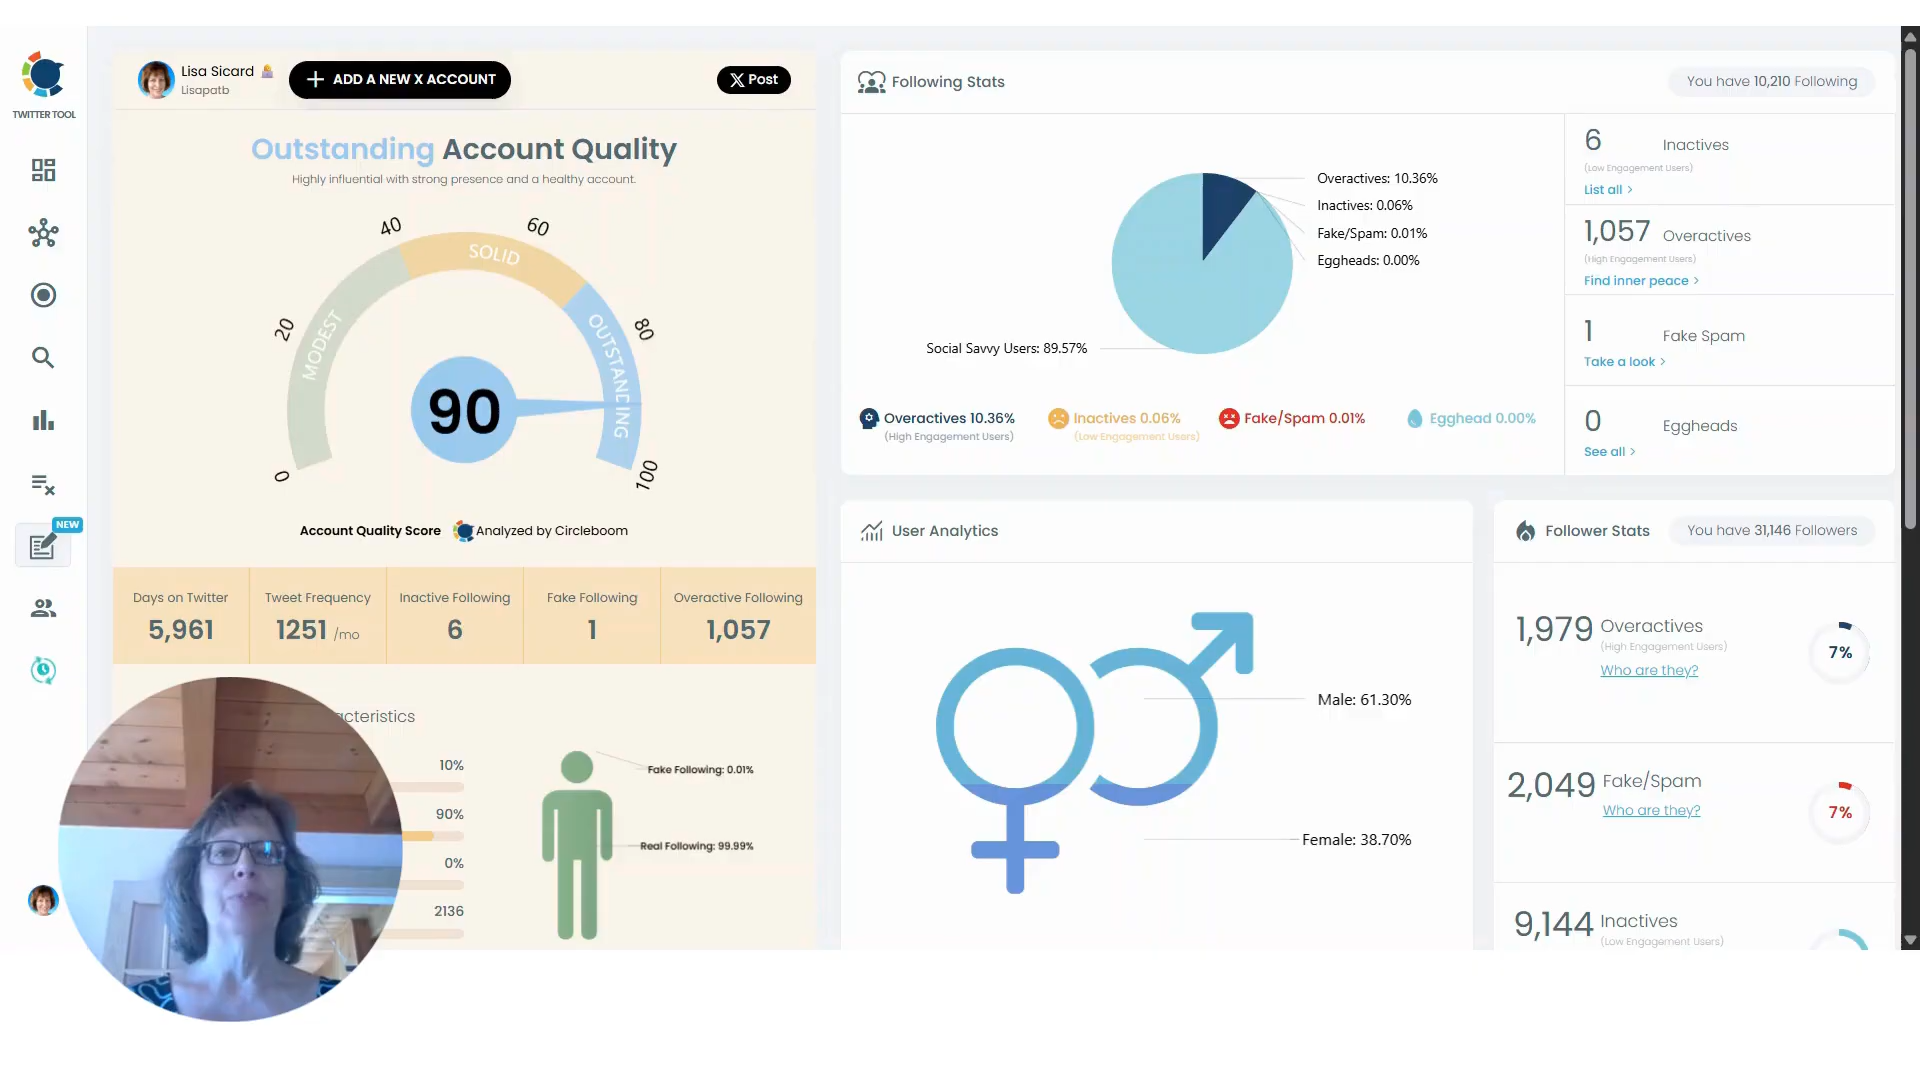 TWITTER TOOL
NEW
Lisa Sicard
Lisapatb
ADD A NEW X ACCOUNT
Post
Outstanding Account Quality
Highly influential with strong presence and a healthy account.
0
20
40
60
80
100
MODEST
SOLID
OUTSTANDING
90
Account Quality Score
Analyzed by Circleboom
Days on Twitter
5,961
Tweet Frequency
1251 /mo
Inactive Following
6
Fake Following
1
Overactive Following
1,057
acteristics
10%
90%
0%
2136
Fake Following: 0.01%
Real Following: 99.99%
Following Stats
You have 10,210 Following
Overactives: 10.36%
Inactives: 0.06%
Fake/Spam: 0.01%
Eggheads: 0.00%
Social Savvy Users: 89.57%
Overactives 10.36%
(High Engagement Users)
Inactives 0.06%
(Low Engagement Users)
Fake/Spam 0.01%
Egghead 0.00%
6 Inactives
(Low Engagement Users)
List all >
1,057 Overactives
(High Engagement Users)
Find inner peace >
1 Fake Spam
Take a look >
0 Eggheads
See all >
User Analytics
Male: 61.30%
Female: 38.70%
Follower Stats
You have 31,146 Followers
1,979 Overactives
(High Engagement Users)
Who are they?
7%
2,049 Fake/Spam
Who are they?
7%
9,144 Inactives
(Low Engagement Users)